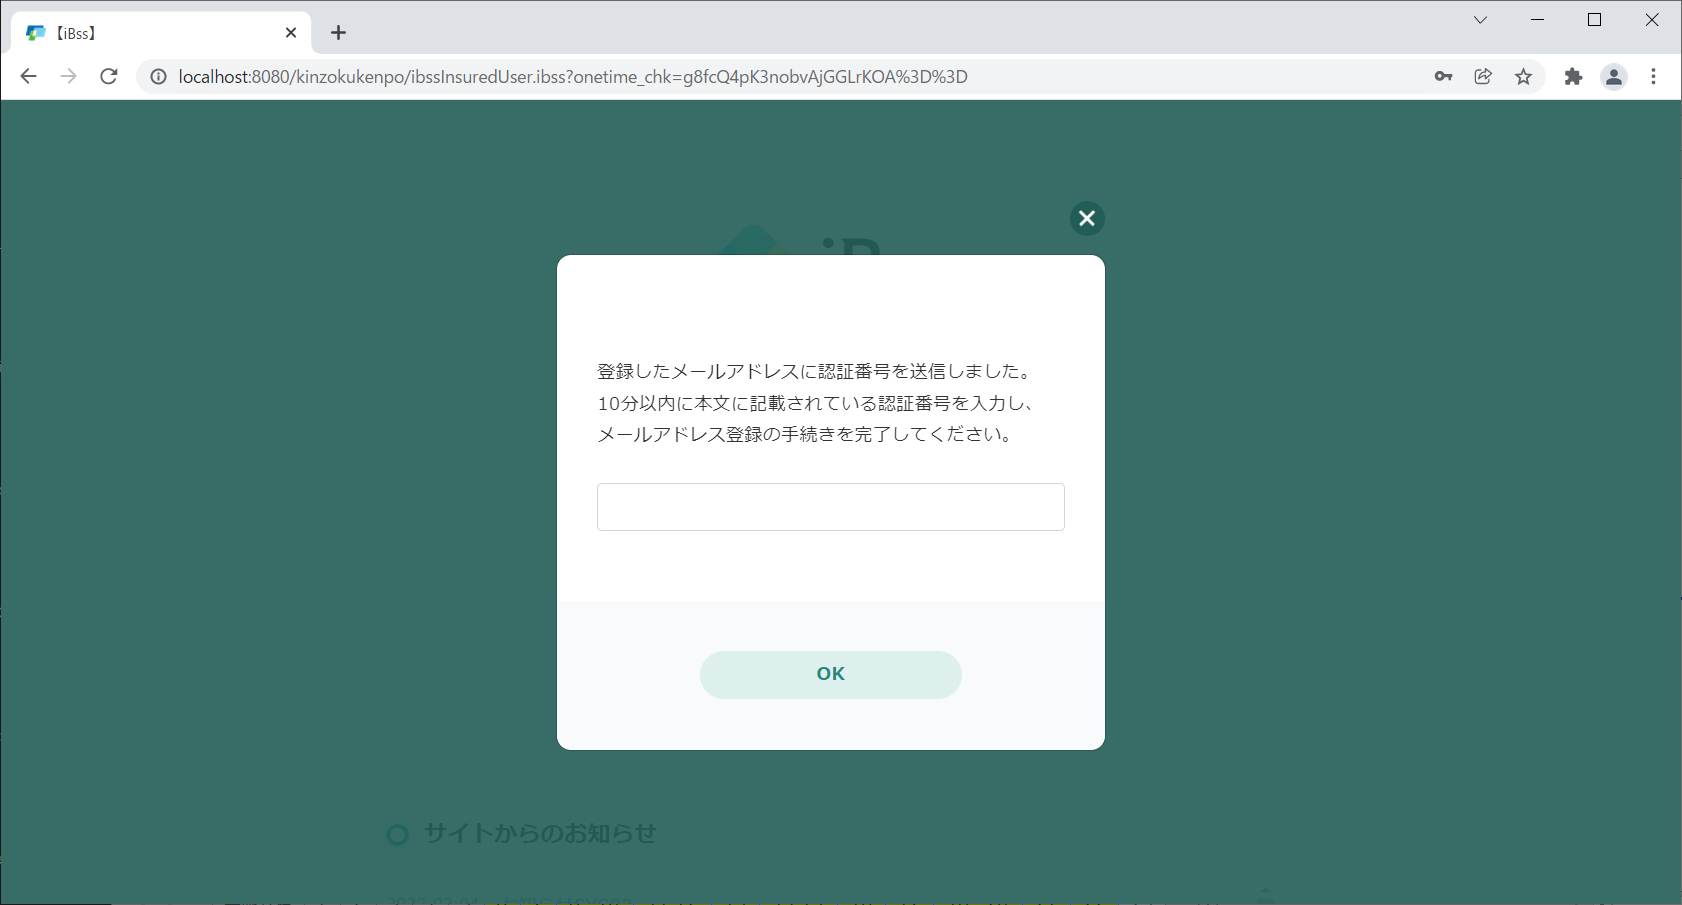 【iBss】
localhost:8080/kinzokukenpo/ibssInsuredUser.ibss?onetime_chk=g8fcQ4pK3nobvAjGGLrKOA%3D%3D
登録したメールアドレスに認証番号を送信しました。
10分以内に本文に記載されている認証番号を入力し、
メールアドレス登録の手続きを完了してください。
OK
サイトからのお知らせ